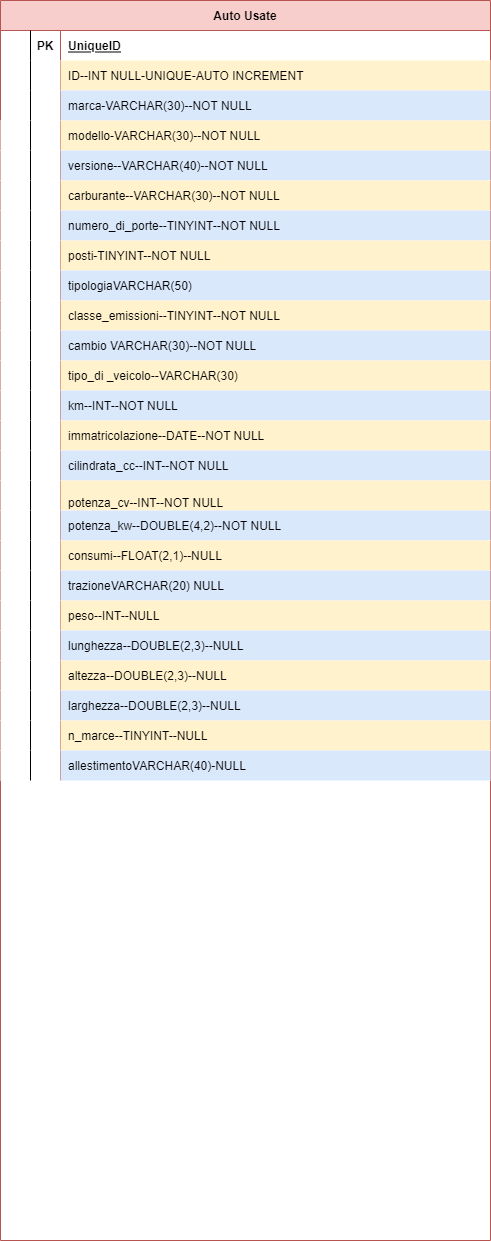 Auto Usate
PK UniqueID
ID--INT NULL-UNIQUE-AUTO INCREMENT
marca-VARCHAR(30)--NOT NULL
modello-VARCHAR(30)--NOT NULL
versione--VARCHAR(40)--NOT NULL
carburante--VARCHAR(30)--NOT NULL
numero_di_porte--TINYINT--NOT NULL
posti-TINYINT--NOT NULL
tipologiaVARCHAR(50)
classe_emissioni--TINYINT--NOT NULL
cambio VARCHAR(30)--NOT NULL
tipo_di _veicolo--VARCHAR(30)
km--INT--NOT NULL
immatricolazione--DATE--NOT NULL
cilindrata_cc--INT--NOT NULL
potenza_cv--INT--NOT NULL
potenza_kw--DOUBLE(4,2)--NOT NULL
consumi--FLOAT(2,1)--NULL
trazioneVARCHAR(20) NULL
peso--INT--NULL
lunghezza--DOUBLE(2,3)--NULL
altezza--DOUBLE(2,3)--NULL
larghezza--DOUBLE(2,3)--NULL
n_marce--TINYINT--NULL
allestimentoVARCHAR(40)-NULL